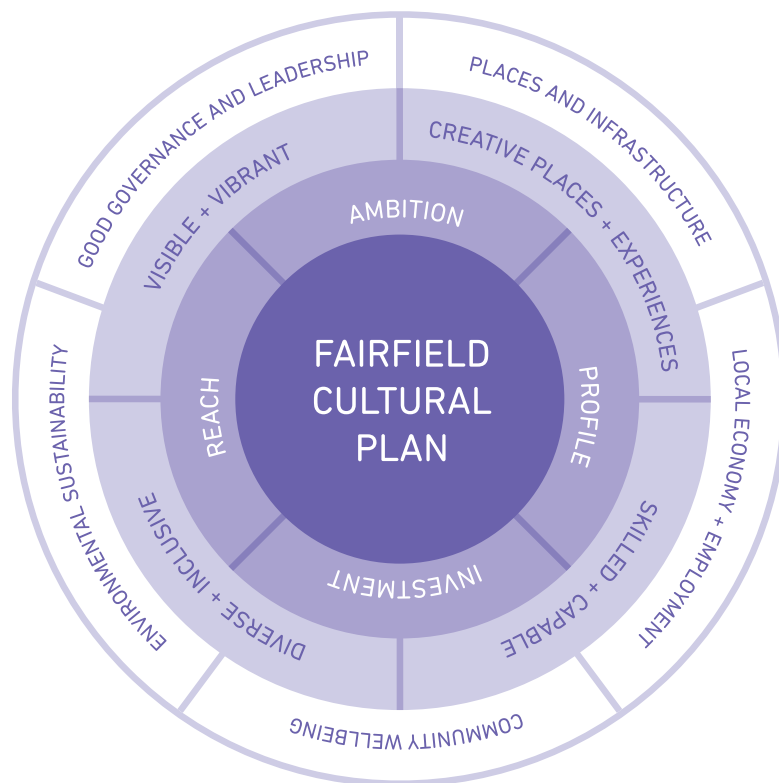 FAIRFIELD
CULTURAL
PLAN
AMBITION
PROFILE
INVESTMENT
REACH
CREATIVE PLACES + EXPERIENCES
SKILLED + CAPABLE
DIVERSE + INCLUSIVE
VISIBLE + VIBRANT
PLACES AND INFRASTRUCTURE
LOCAL ECONOMY + EMPLOYMENT
COMMUNITY WELLBEING
ENVIRONMENTAL SUSTAINABILITY
GOOD GOVERNANCE AND LEADERSHIP